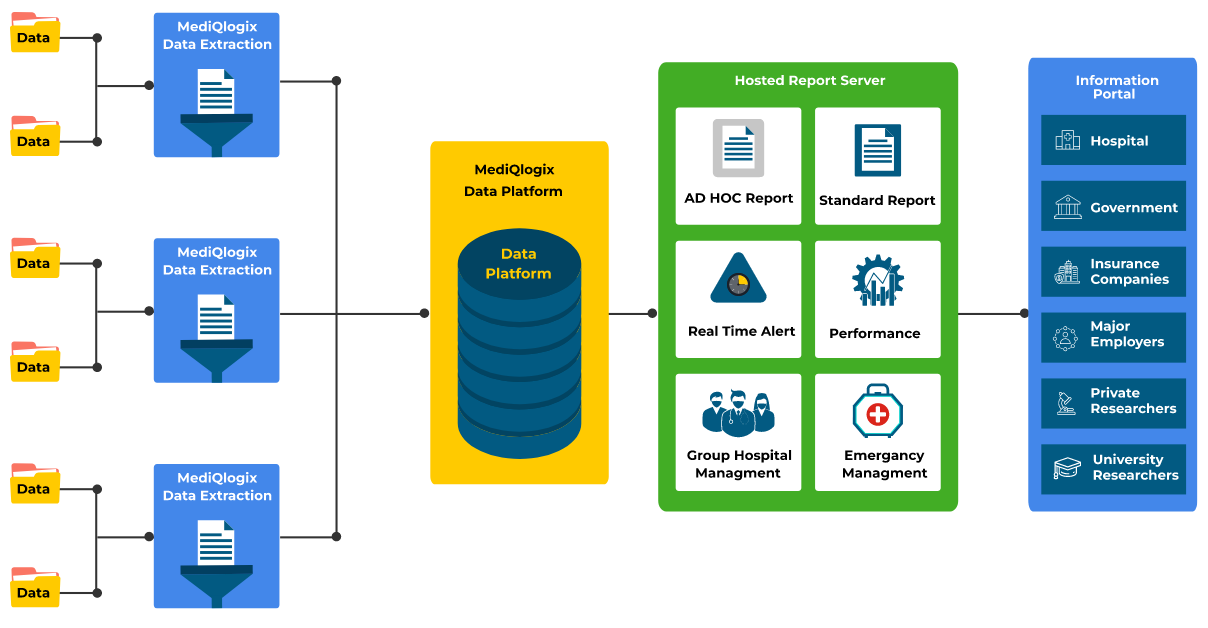 Data
Data
MediQlogix
Data Extraction
Data
Data
MediQlogix
Data Extraction
Data
Data
MediQlogix
Data Extraction
MediQlogix
Data Platform
Data
Platform
Hosted Report Server
AD HOC Report
Standard Report
Real Time Alert
Performance
Group Hospital
Managment
Emergancy
Managment
Information
Portal
Hospital
Government
Insurance
Companies
Major
Employers
Private
Researchers
University
Researchers